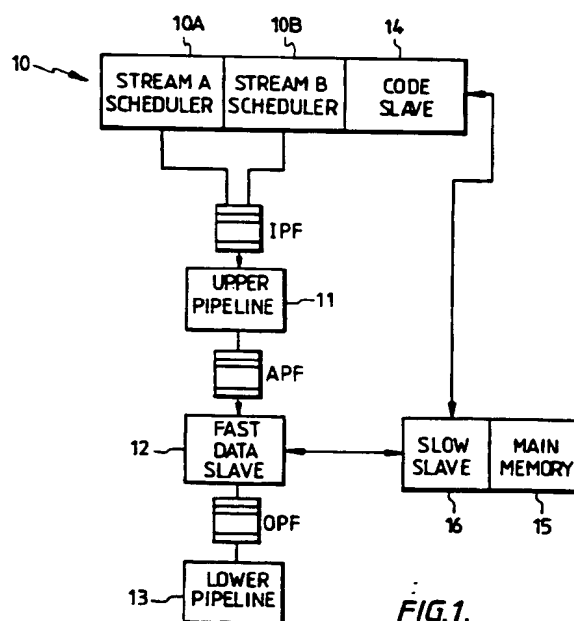 10A
10B
14
10
STREAM A
SCHEDULER
STREAM B
SCHEDULER
CODE
SLAVE
IPF
UPPER
PIPELINE
11
APF
12
FAST
DATA
SLAVE
SLOW
SLAVE
MAIN
MEMORY
16
15
OPF
13
LOWER
PIPELINE
FIG.1.